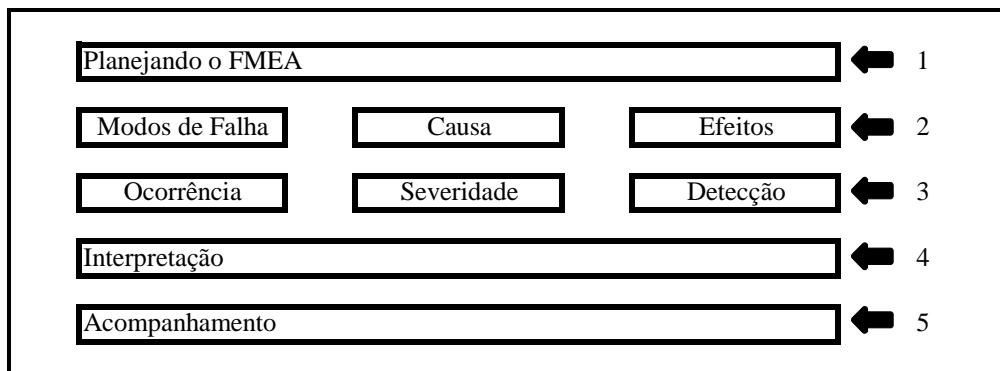 Planejando o FMEA 1
Modos de Falha Causa Efeitos 2
Ocorrência Severidade Detecção 3
Interpretação 4
Acompanhamento 5